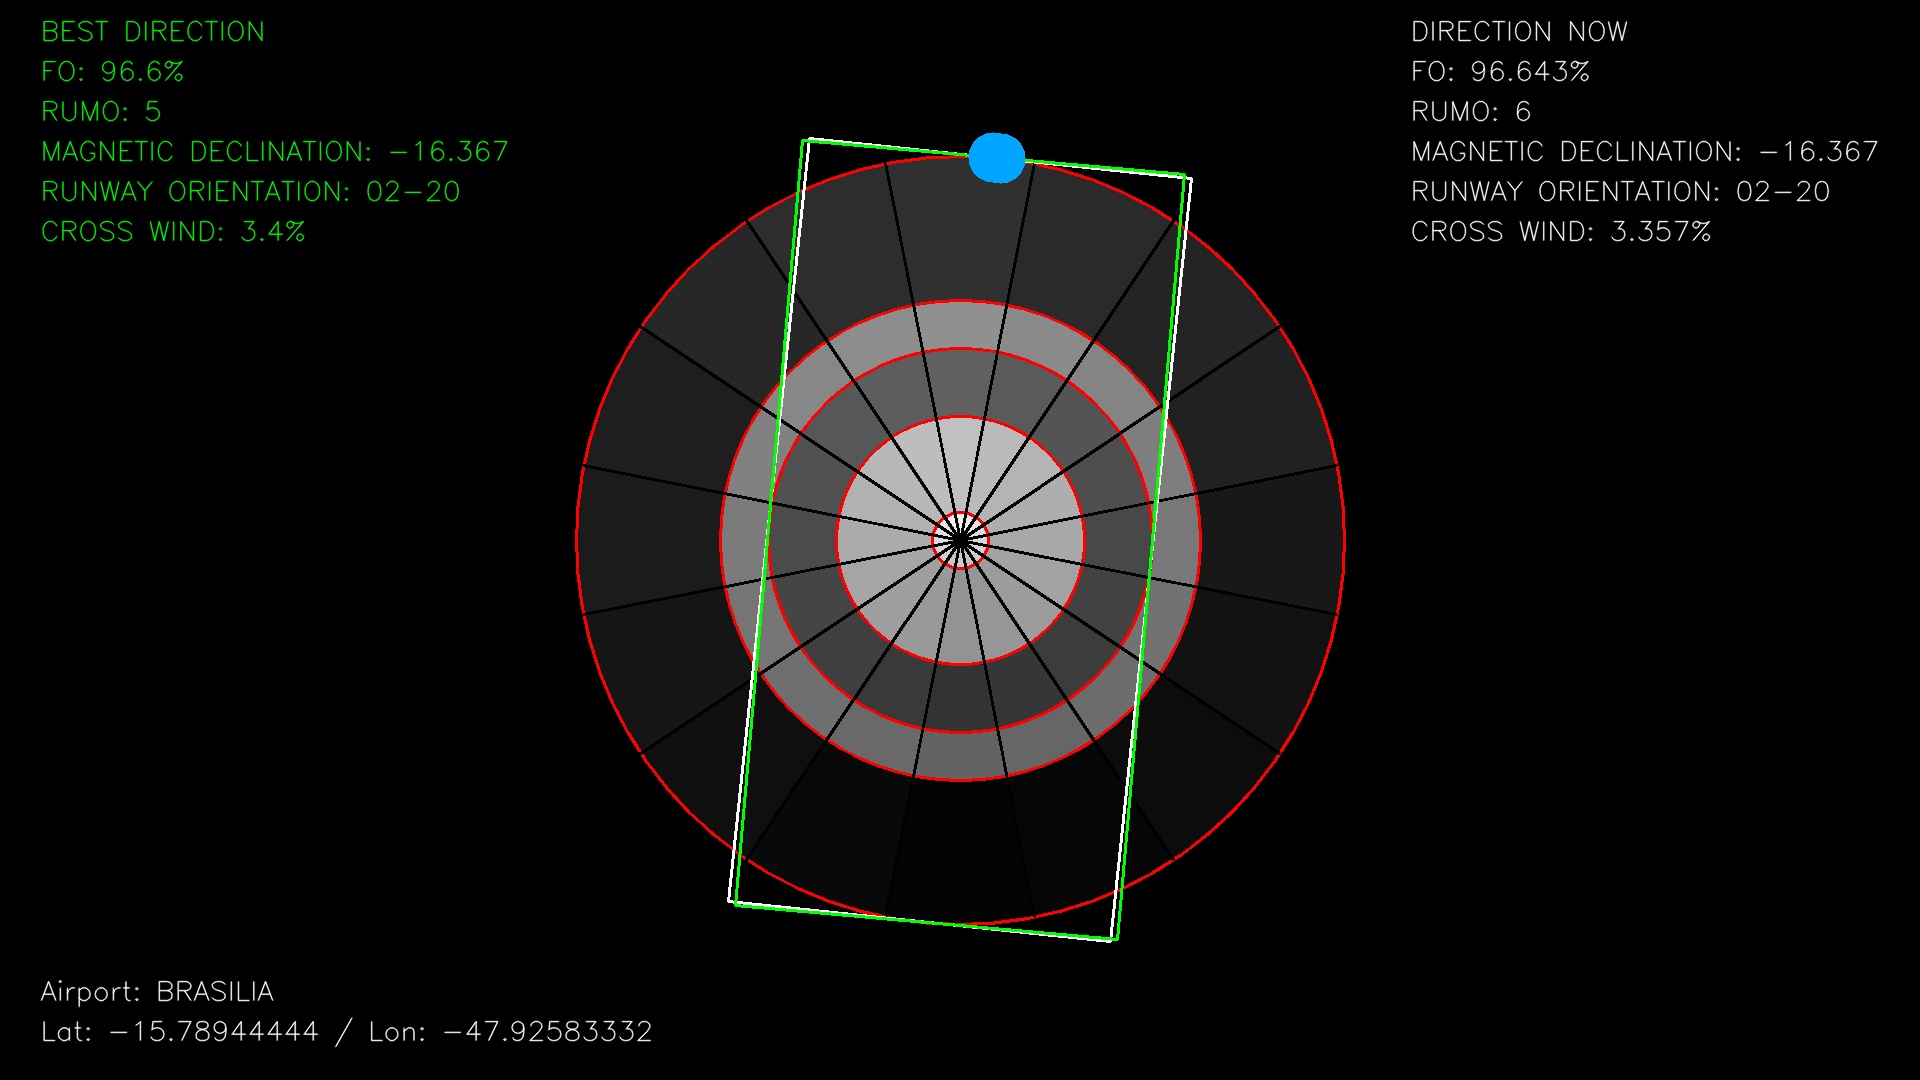 BEST DIRECTION
FO: 96.6%
RUMO: 5
MAGNETIC DECLINATION: -16.367
RUNWAY ORIENTATION: 02-20
CROSS WIND: 3.4%
DIRECTION NOW
FO: 96.643%
RUMO: 6
MAGNETIC DECLINATION: -16.367
RUNWAY ORIENTATION: 02-20
CROSS WIND: 3.357%
Airport: BRASILIA
Lat: -15.78944444 / Lon: -47.92583332